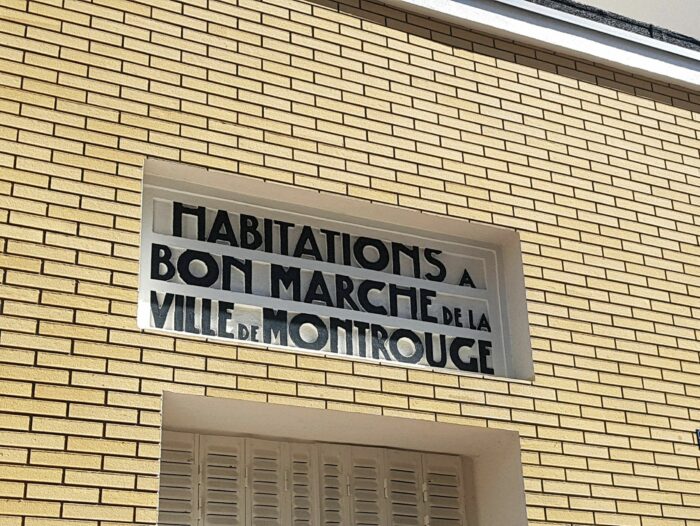 HABITATIONS A
BON MARCHE DE LA
VILLE DE MONTROUGE